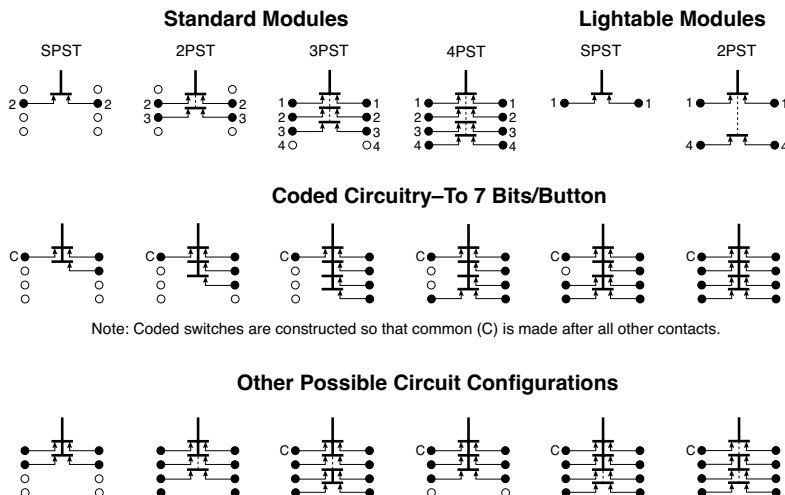 Standard Modules Lightable Modules
SPST 2PST 3PST 4PST SPST 2PST
2 2 2 2 1 1 1 1 1 1 1 1
3 3 2 2 2 2
3 3 3 3
4 4 4 4 4 4
Coded Circuitry–To 7 Bits/Button
C C C C C C
Note: Coded switches are constructed so that common (C) is made after all other contacts.
Other Possible Circuit Configurations
C C C